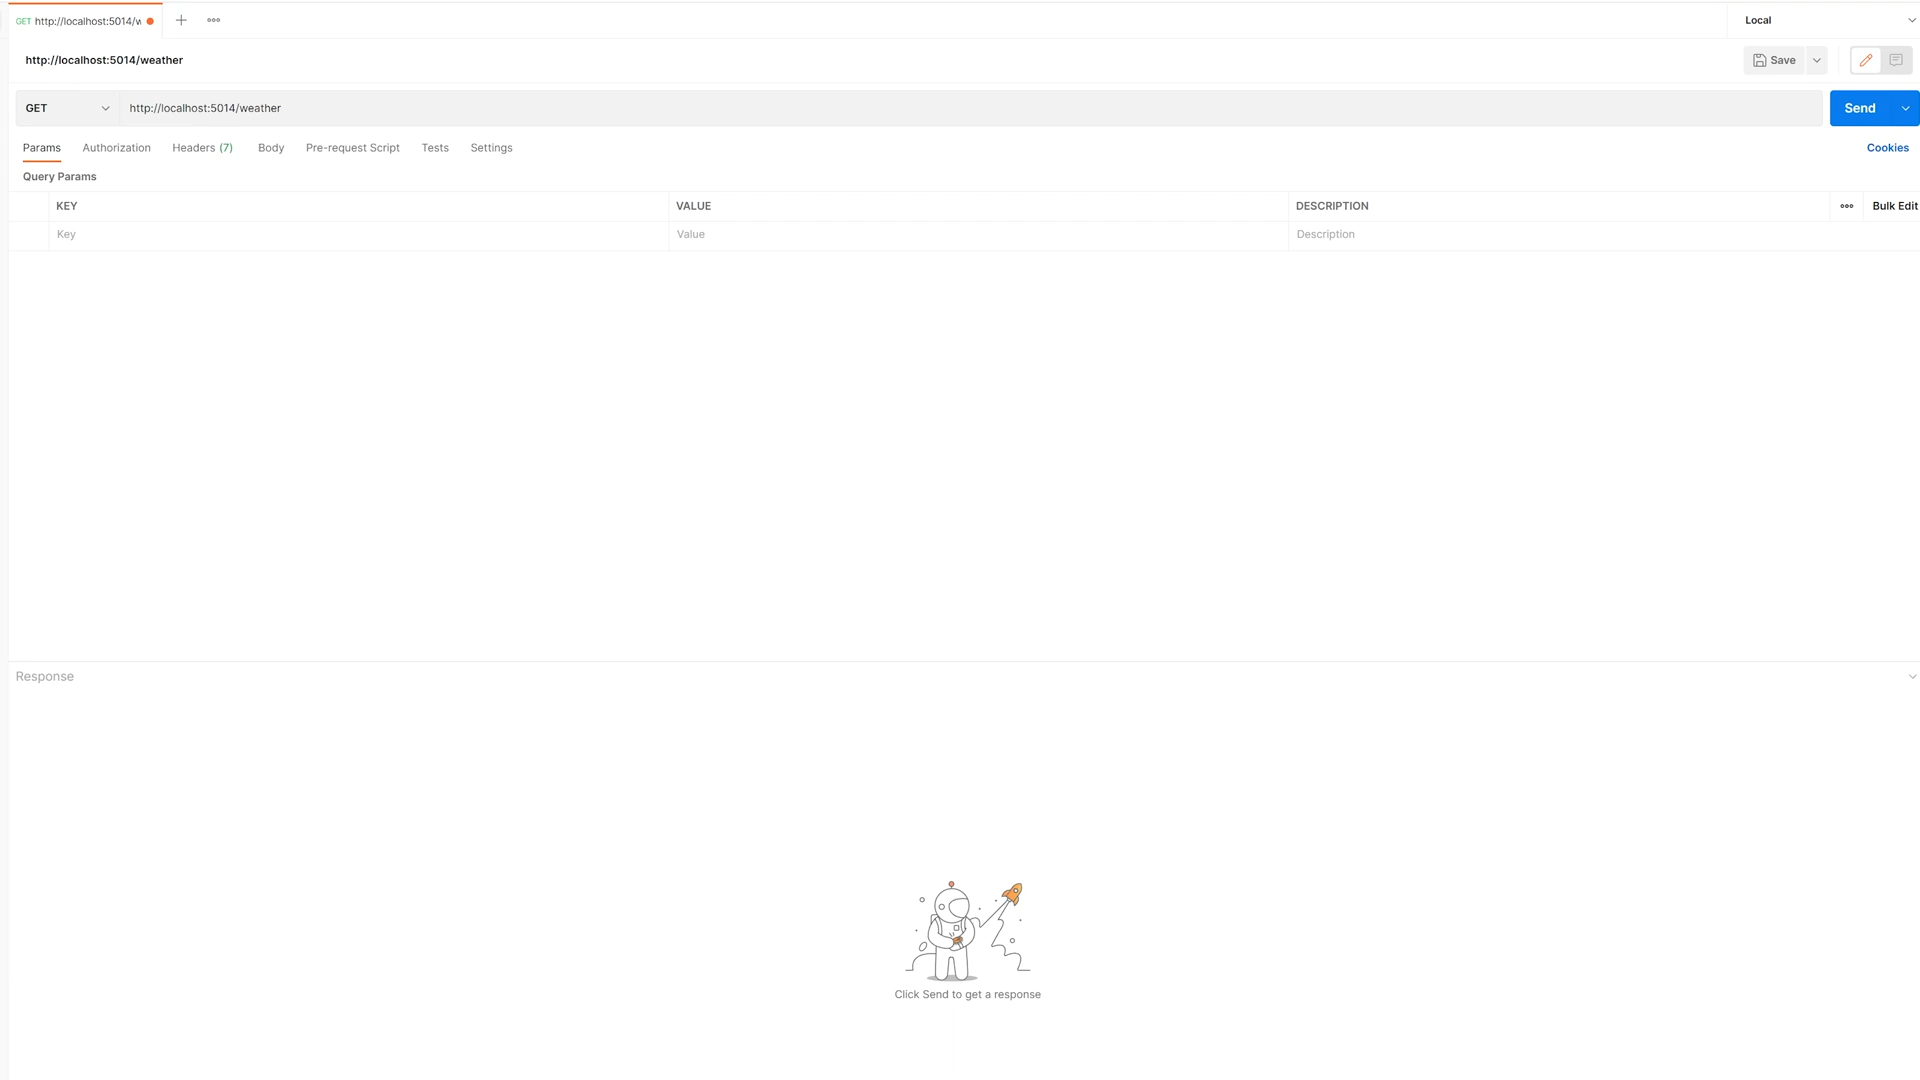 GET http://localhost:5014/w
Local
http://localhost:5014/weather
Save
GET http://localhost:5014/weather Send
Params Authorization Headers (7) Body Pre-request Script Tests Settings Cookies
Query Params
KEY VALUE DESCRIPTION Bulk Edit
Key Value Description
Response
Click Send to get a response